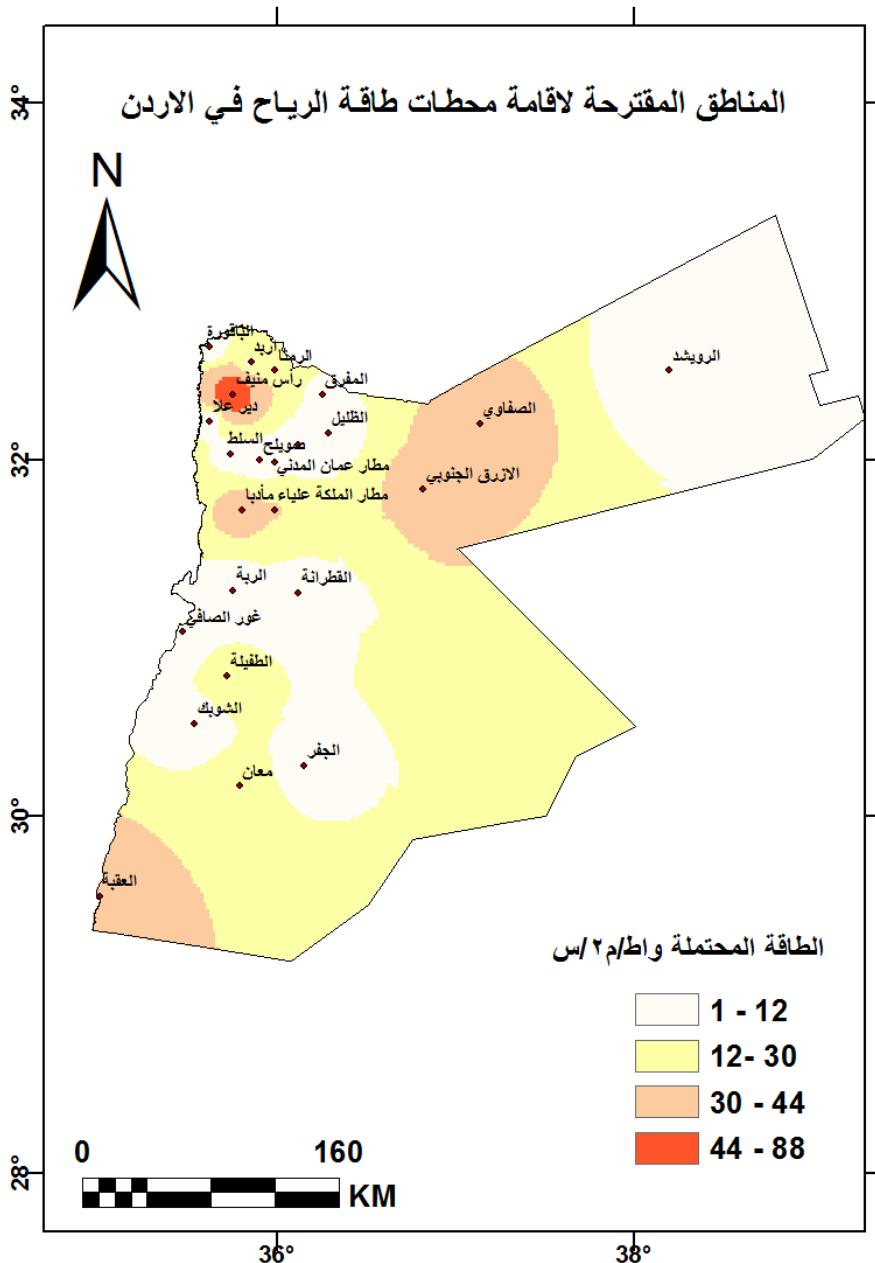 المناطق المقترحة لاقامة محطات طاقة الرياح في الاردن
N
34°
32°
30°
28°
36°
38°
الباقورة
اربد
الرمثا
راس منيف
المفرق
دير علا
الظليل
السلط
صويلح
مطار عمان المدني
مطار الملكة علياء
مأدبا
الصفاوي
الازرق الجنوبي
الرويشد
الربة
القطرانة
غور الصافي
الطفيلة
الشوبك
الجفر
معان
العقبة
الطاقة المحتملة واط/م٢ /س
1 - 12
12- 30
30 - 44
44 - 88
0 160
KM